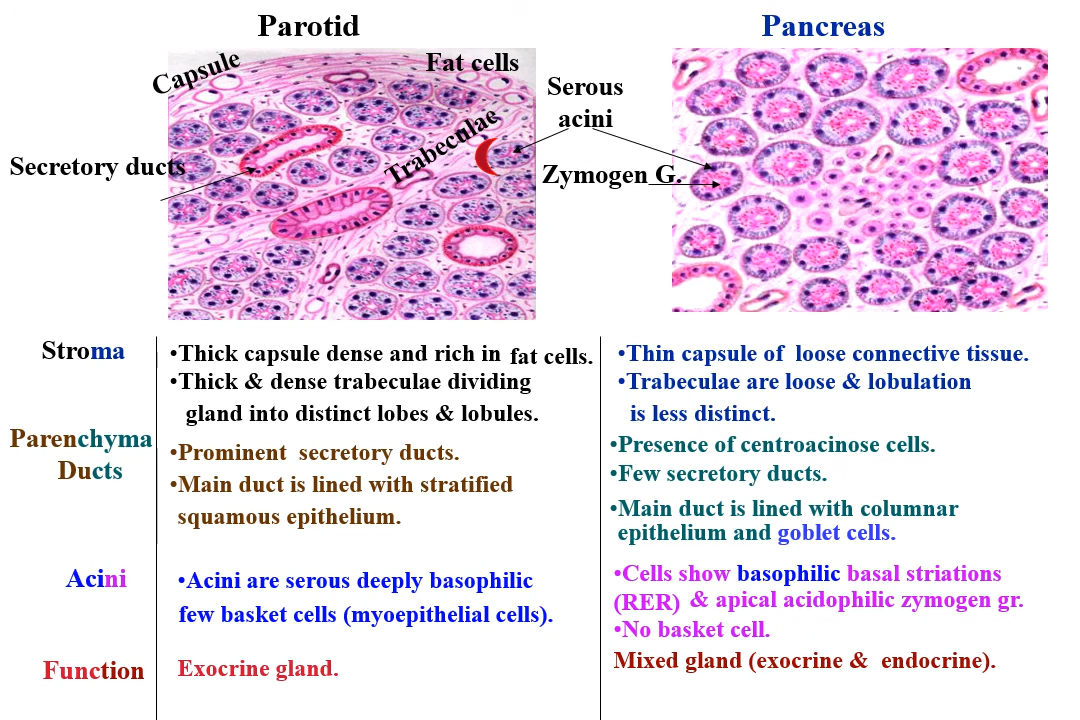 Parotid
Pancreas
Capsule
Fat cells
Serous
acini
Trabeculae
Secretory ducts
Zymogen G.
Stroma
•Thick capsule dense and rich in fat cells.
•Thick & dense trabeculae dividing
gland into distinct lobes & lobules.
•Thin capsule of loose connective tissue.
•Trabeculae are loose & lobulation
is less distinct.
Parenchyma
Ducts
•Prominent secretory ducts.
•Main duct is lined with stratified
squamous epithelium.
•Presence of centroacinose cells.
•Few secretory ducts.
•Main duct is lined with columnar
epithelium and goblet cells.
Acini
•Acini are serous deeply basophilic
few basket cells (myoepithelial cells).
•Cells show basophilic basal striations
(RER) & apical acidophilic zymogen gr.
•No basket cell.
Function
Exocrine gland.
Mixed gland (exocrine & endocrine).